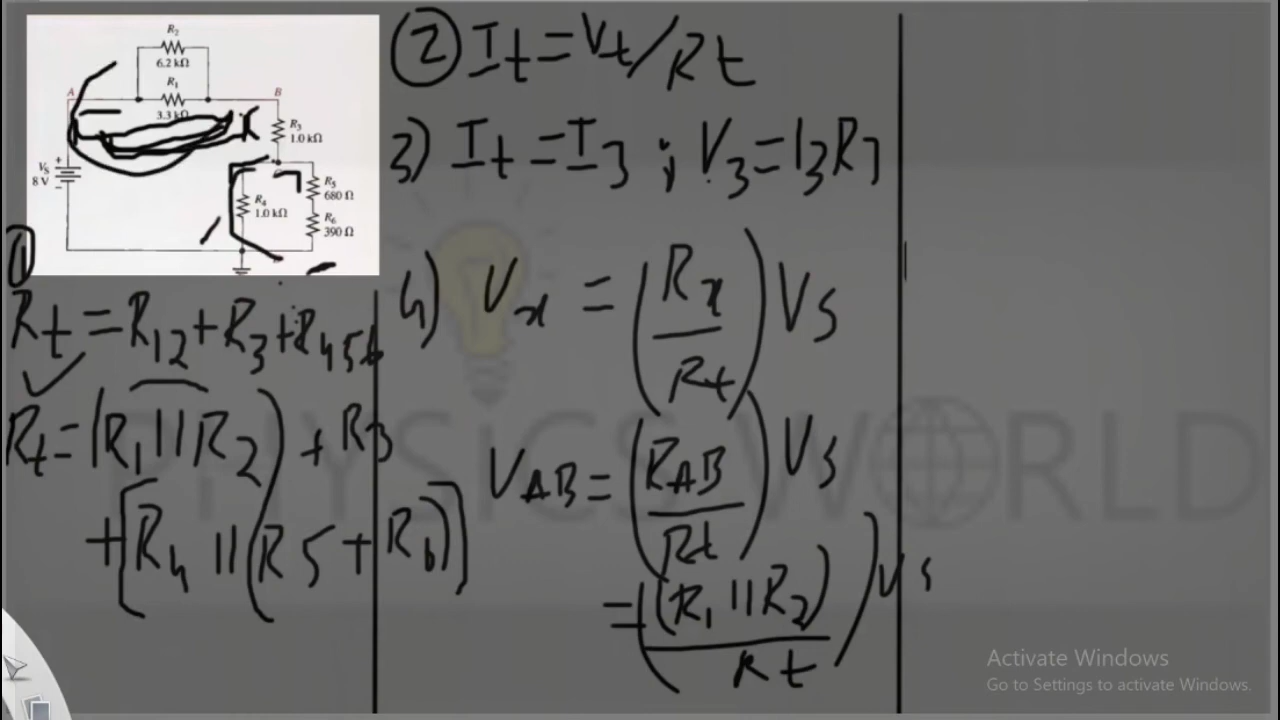 R2
6.2 kΩ
R1
3.3 kΩ
A
B
R3
1.0 kΩ
VS
8 V
R4
1.0 kΩ
R5
680 Ω
R6
390 Ω
①
Rt = R12 + R3 + R456
Rt = (R1 || R2) + R3
+ [R4 || (R5 + R6)]
② It = Vt/Rt
3) It = I3 ; V3 = I3R3
4) Vx = (Rx/Rt) VS
VAB = (RAB/Rt) VS
= ((R1 || R2)/Rt) VS
PHYSICS WORLD
Activate Windows
Go to Settings to activate Windows.